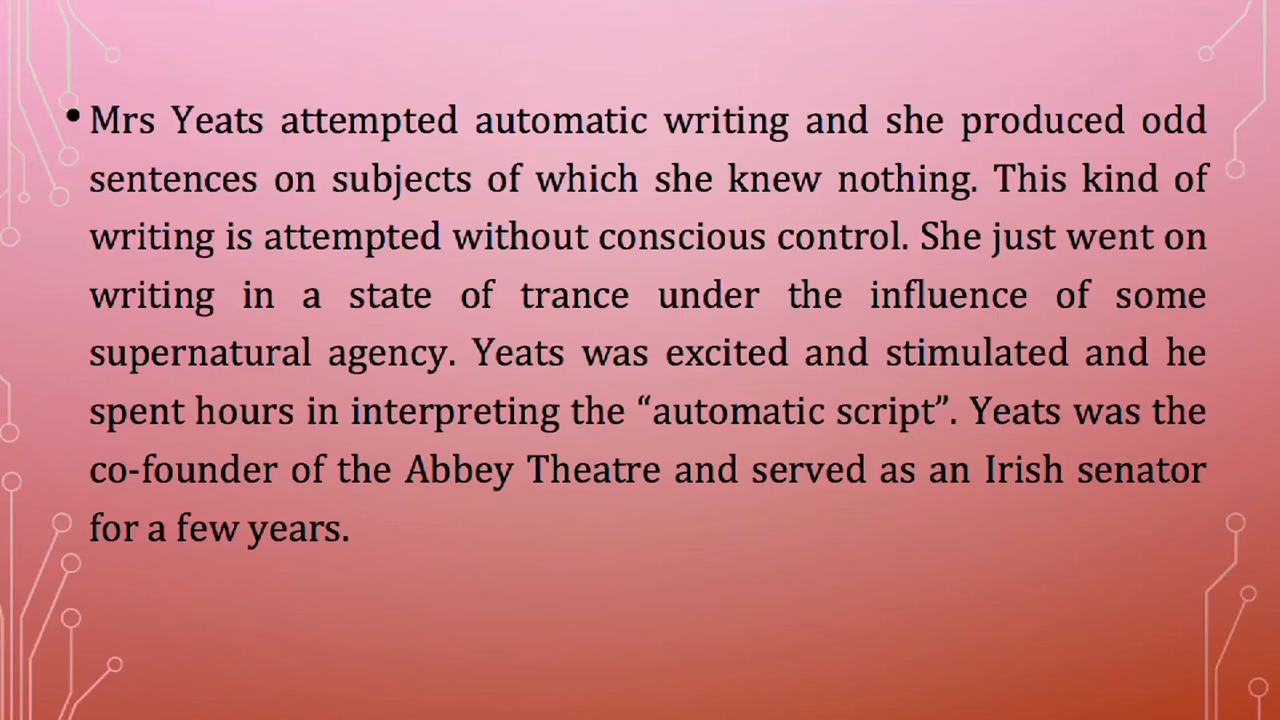 • Mrs Yeats attempted automatic writing and she produced odd
sentences on subjects of which she knew nothing. This kind of
writing is attempted without conscious control. She just went on
writing in a state of trance under the influence of some
supernatural agency. Yeats was excited and stimulated and he
spent hours in interpreting the “automatic script”. Yeats was the
co-founder of the Abbey Theatre and served as an Irish senator
for a few years.